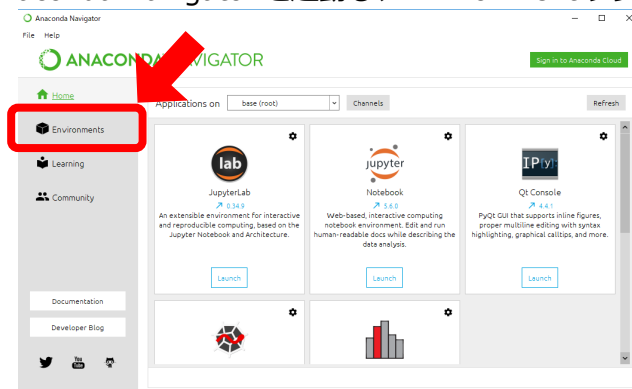 Anaconda Navigator
File Help
ANACONDA NAVIGATOR
Sign in to Anaconda Cloud
Home
Applications on base (root) Channels Refresh
Environments
Learning
Community
lab
JupyterLab
0.34.9
An extensible environment for interactive
and reproducible computing, based on the
Jupyter Notebook and Architecture.
Launch
jupyter
Notebook
5.6.0
Web-based, interactive computing
notebook environment. Edit and run
human-readable docs while describing the
data analysis.
Launch
IP[y]:
Qt Console
4.4.1
PyQt GUI that supports inline figures,
proper multiline editing with syntax
highlighting, graphical calltips, and more.
Launch
Documentation
Developer Blog
You
Tube